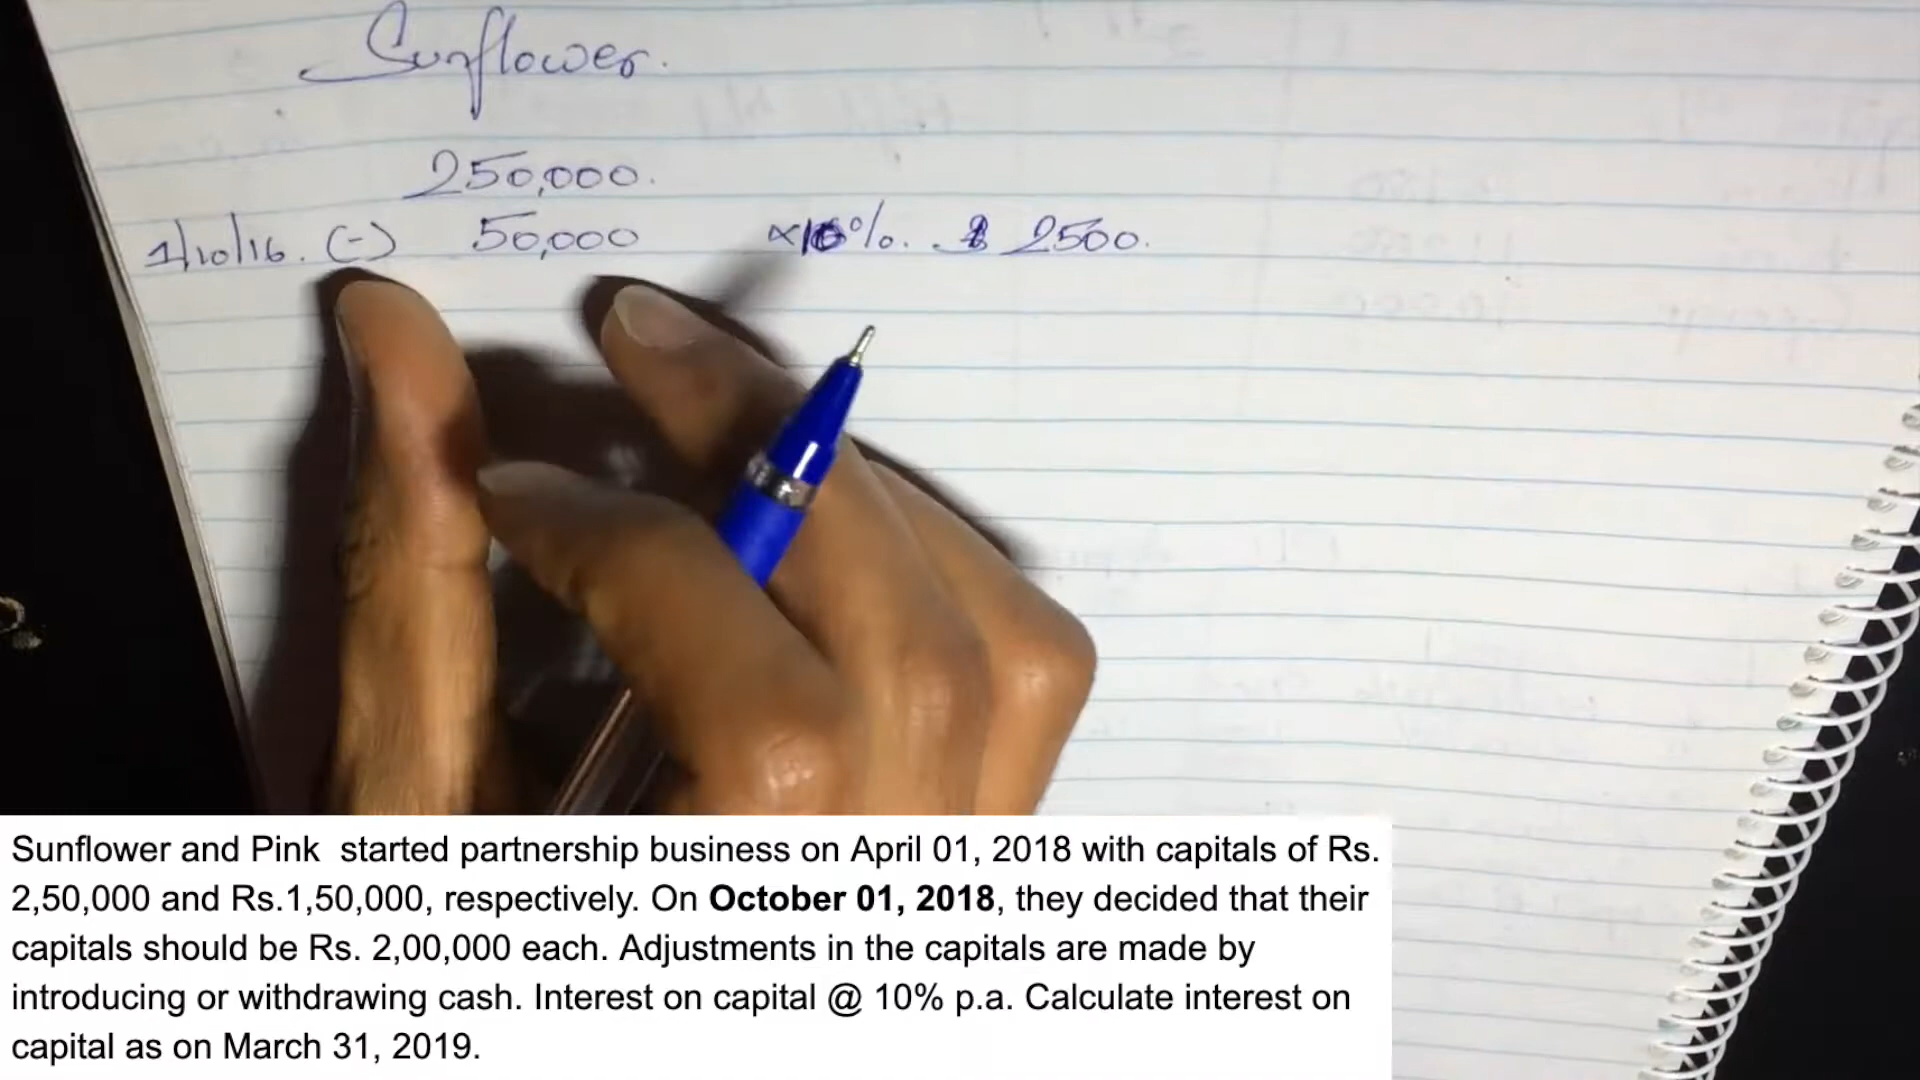 Sunflower.
250,000.
1/10/16. (-) 50,000 ×10%. 2500.
Sunflower and Pink started partnership business on April 01, 2018 with capitals of Rs.
2,50,000 and Rs.1,50,000, respectively. On October 01, 2018, they decided that their
capitals should be Rs. 2,00,000 each. Adjustments in the capitals are made by
introducing or withdrawing cash. Interest on capital @ 10% p.a. Calculate interest on
capital as on March 31, 2019.